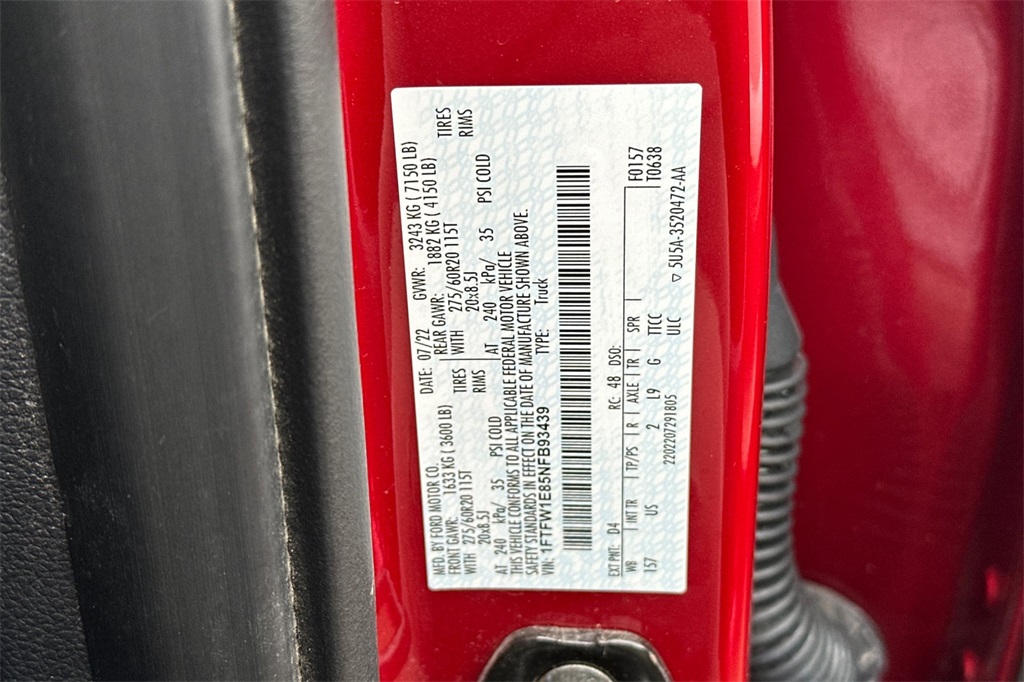 MFD. BY FORD MOTOR CO. DATE: 07/22 GVWR: 3243 KG ( 7150 LB)
FRONT GAWR: 1633 KG ( 3600 LB) REAR GAWR: 1882 KG ( 4150 LB)
WITH 275/60R20 115T TIRES WITH 275/60R20 115T TIRES
20x8.5J RIMS 20x8.5J RIMS
AT 240 kPa/ 35 PSI COLD AT 240 kPa/ 35 PSI COLD
THIS VEHICLE CONFORMS TO ALL APPLICABLE FEDERAL MOTOR VEHICLE
SAFETY STANDARDS IN EFFECT ON THE DATE OF MANUFACTURE SHOWN ABOVE.
VIN: 1FTFW1E85NFB93439 TYPE: Truck
EXT PNT: D4 RC: 48 DSO: F0157
WB INT TR TP/PS R AXLE TR SPR T0638
157 US 2 L9 G TTCC
2202207291805 ULC ▽ 5U5A-3520472-AA